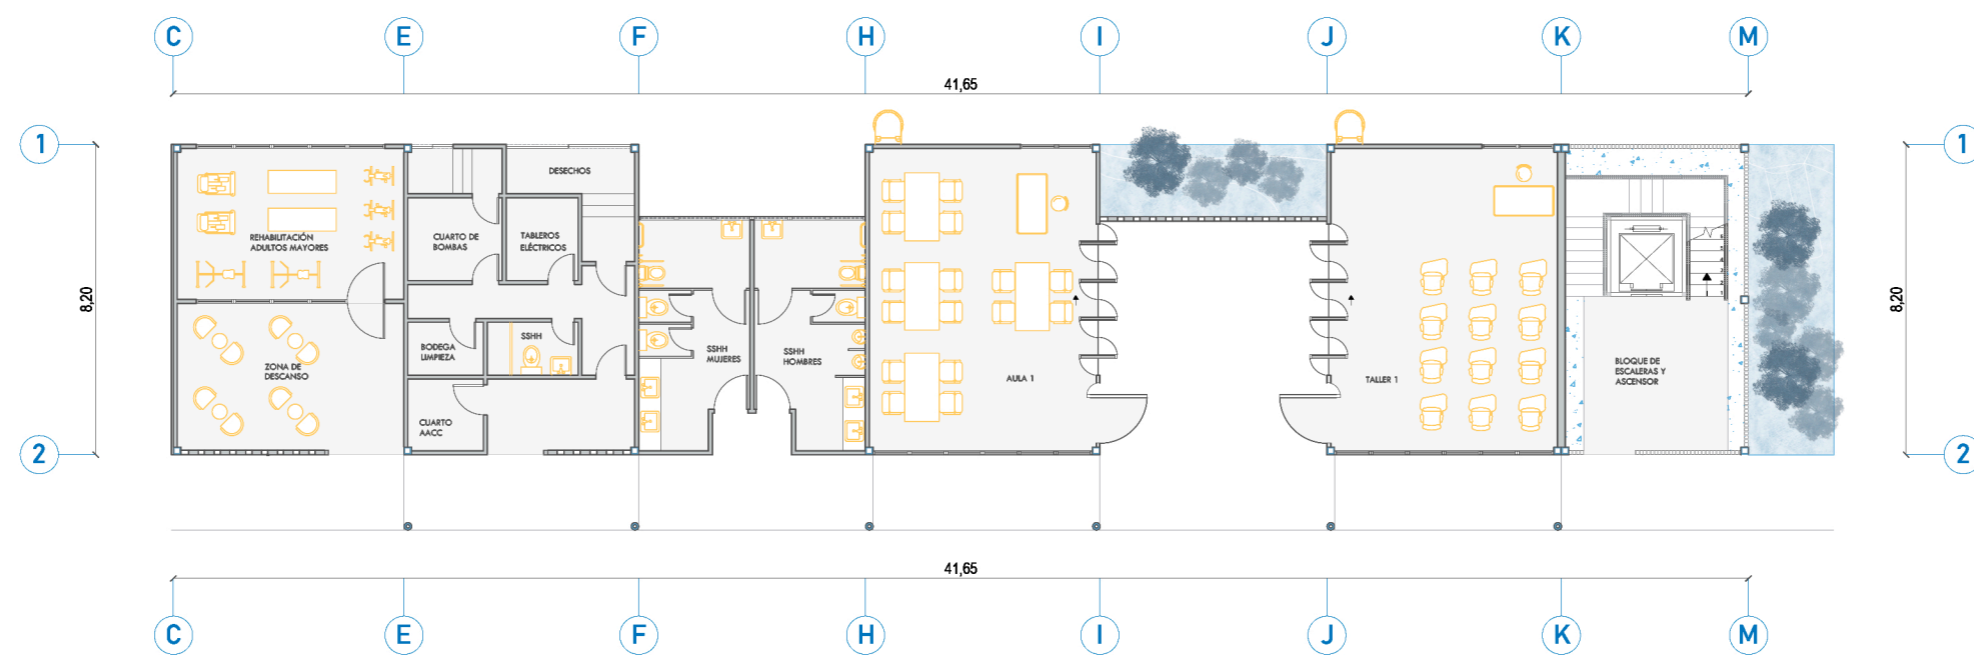 C E F H I J K M
41,65
1 1
DESECHOS
REHABILITACIÓN
ADULTOS MAYORES
CUARTO DE
BOMBAS
TABLEROS
ELÉCTRICOS
8,20 8,20
ZONA DE
DESCANSO
BODEGA
LIMPIEZA
SSHH
SSHH
MUJERES
SSHH
HOMBRES
AULA 1
TALLER 1
BLOQUE DE
ESCALERAS Y
ASCENSOR
CUARTO
AACC
2 2
41,65
C E F H I J K M